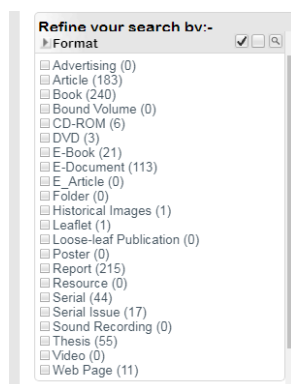 Refine your search by:-
Format
Advertising (0)
Article (183)
Book (240)
Bound Volume (0)
CD-ROM (6)
DVD (3)
E-Book (21)
E-Document (113)
E_Article (0)
Folder (0)
Historical Images (1)
Leaflet (1)
Loose-leaf Publication (0)
Poster (0)
Report (215)
Resource (0)
Serial (44)
Serial Issue (17)
Sound Recording (0)
Thesis (55)
Video (0)
Web Page (11)